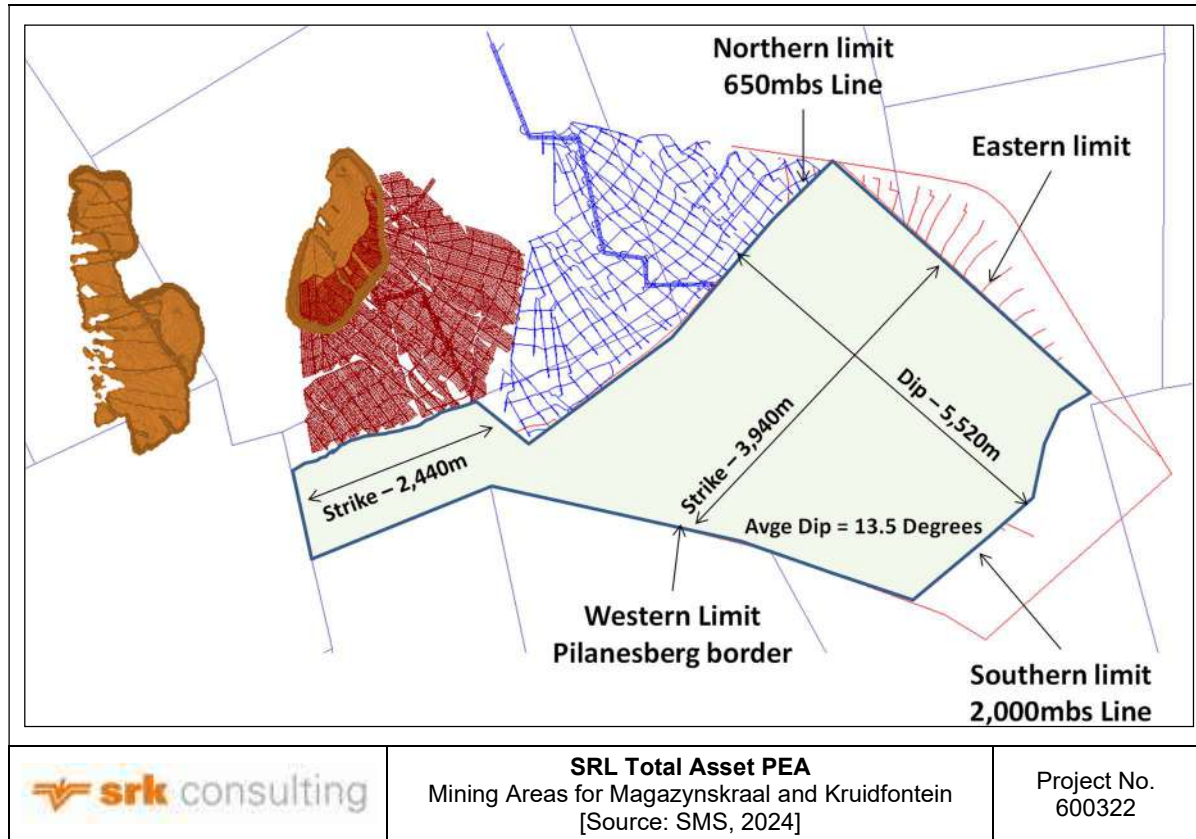 Northern limit
650mbs Line
Eastern limit
Strike – 2,440m
Strike – 3,940m
Dip – 5,520m
Avge Dip = 13.5 Degrees
Western Limit
Pilanesberg border
Southern limit
2,000mbs Line
srk consulting
SRL Total Asset PEA
Mining Areas for Magazynskraal and Kruidfontein
[Source: SMS, 2024]
Project No.
600322